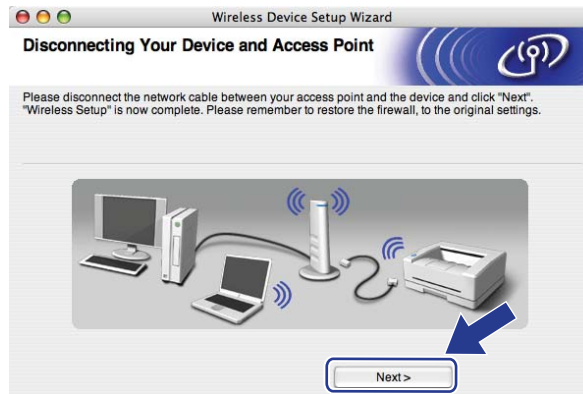 Wireless Device Setup Wizard
Disconnecting Your Device and Access Point
Please disconnect the network cable between your access point and the device and click "Next".
"Wireless Setup" is now complete. Please remember to restore the firewall, to the original settings.
Next >